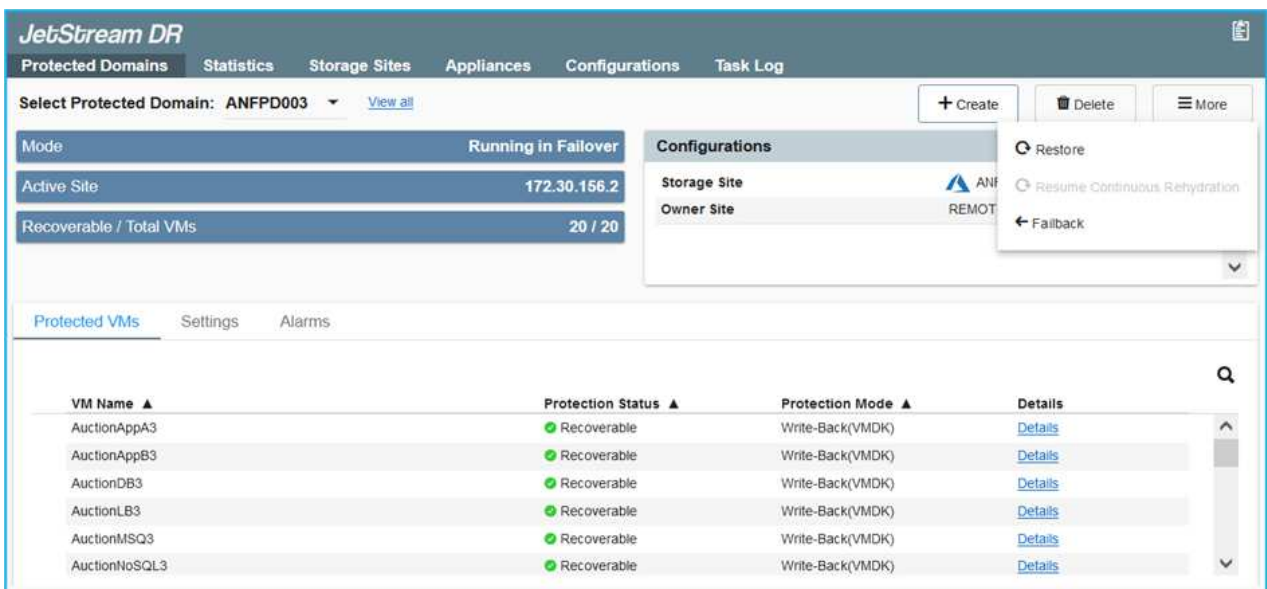 JetStream DR
Protected Domains Statistics Storage Sites Appliances Configurations Task Log
Select Protected Domain: ANFPD003 View all
+ Create Delete More
Mode Running in Failover
Active Site 172.30.156.2
Recoverable / Total VMs 20 / 20
Configurations
Storage Site
Owner Site
Restore
Resume Continuous Rehydration
Failback
Protected VMs Settings Alarms
VM Name ▲ Protection Status ▲ Protection Mode ▲ Details
AuctionAppA3 Recoverable Write-Back(VMDK) Details
AuctionAppB3 Recoverable Write-Back(VMDK) Details
AuctionDB3 Recoverable Write-Back(VMDK) Details
AuctionLB3 Recoverable Write-Back(VMDK) Details
AuctionMSQ3 Recoverable Write-Back(VMDK) Details
AuctionNoSQL3 Recoverable Write-Back(VMDK) Details